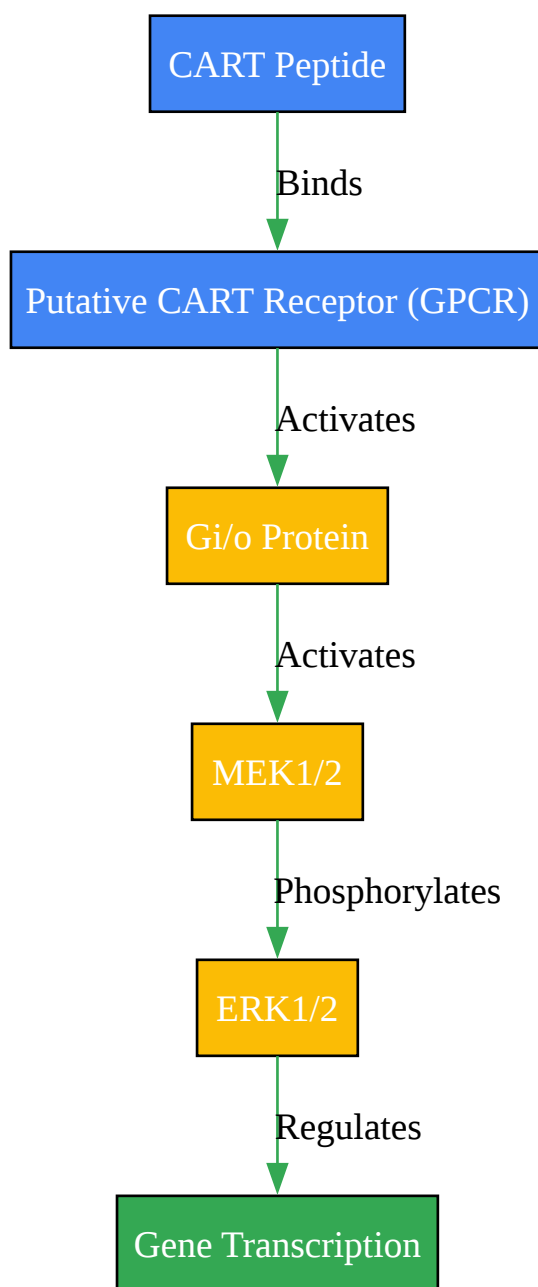 CART Peptide
Binds
Putative CART Receptor (GPCR)
Activates
Gi/o Protein
Activates
MEK1/2
Phosphorylates
ERK1/2
Regulates
Gene Transcription